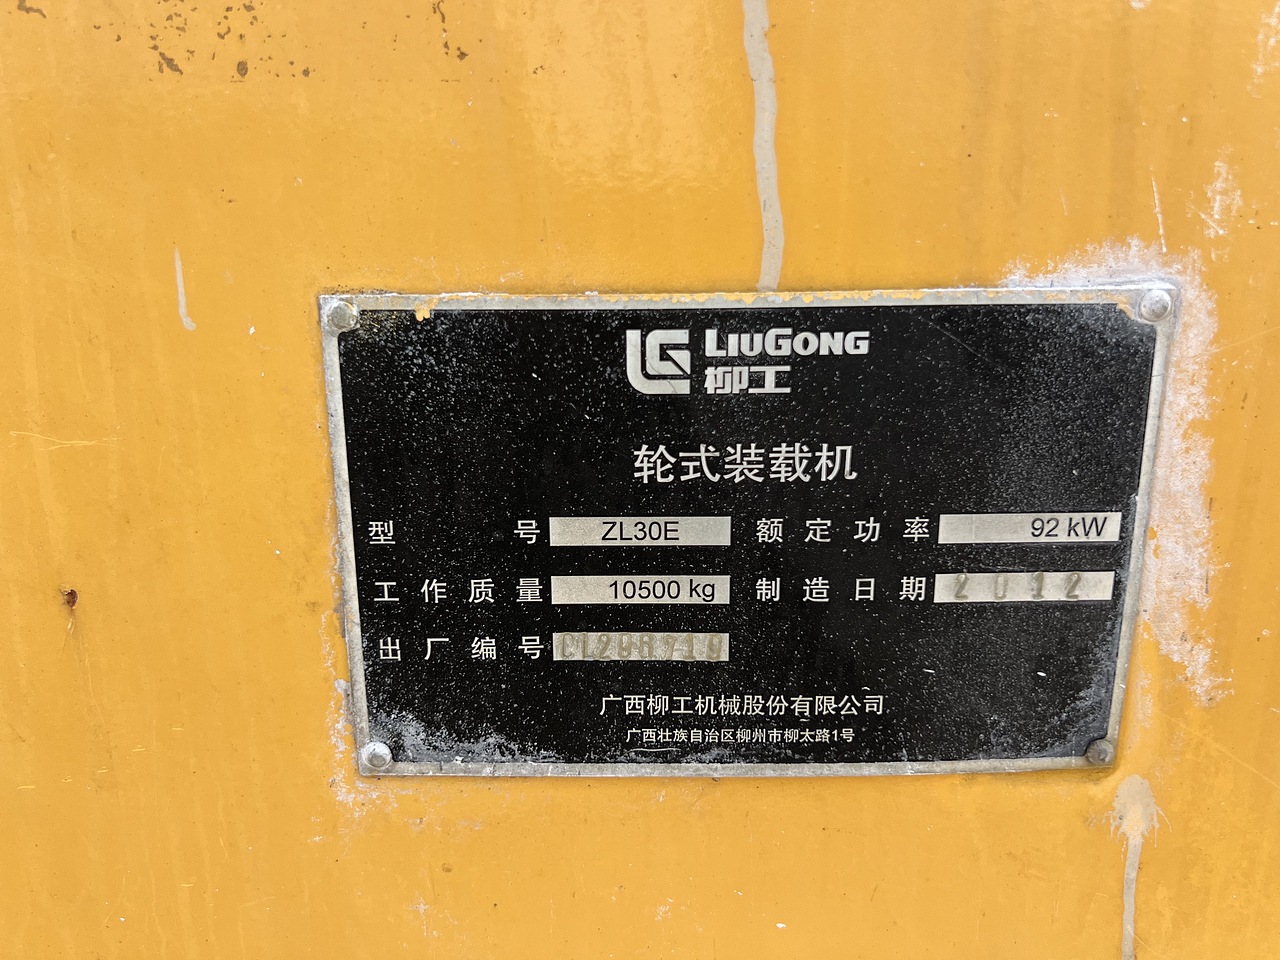 LIUGONG
柳工
轮式装载机
型号 ZL30E 额定功率 92 kW
工作质量 10500 kg 制造日期 2012
出厂编号
广西柳工机械股份有限公司
广西壮族自治区柳州市柳太路1号